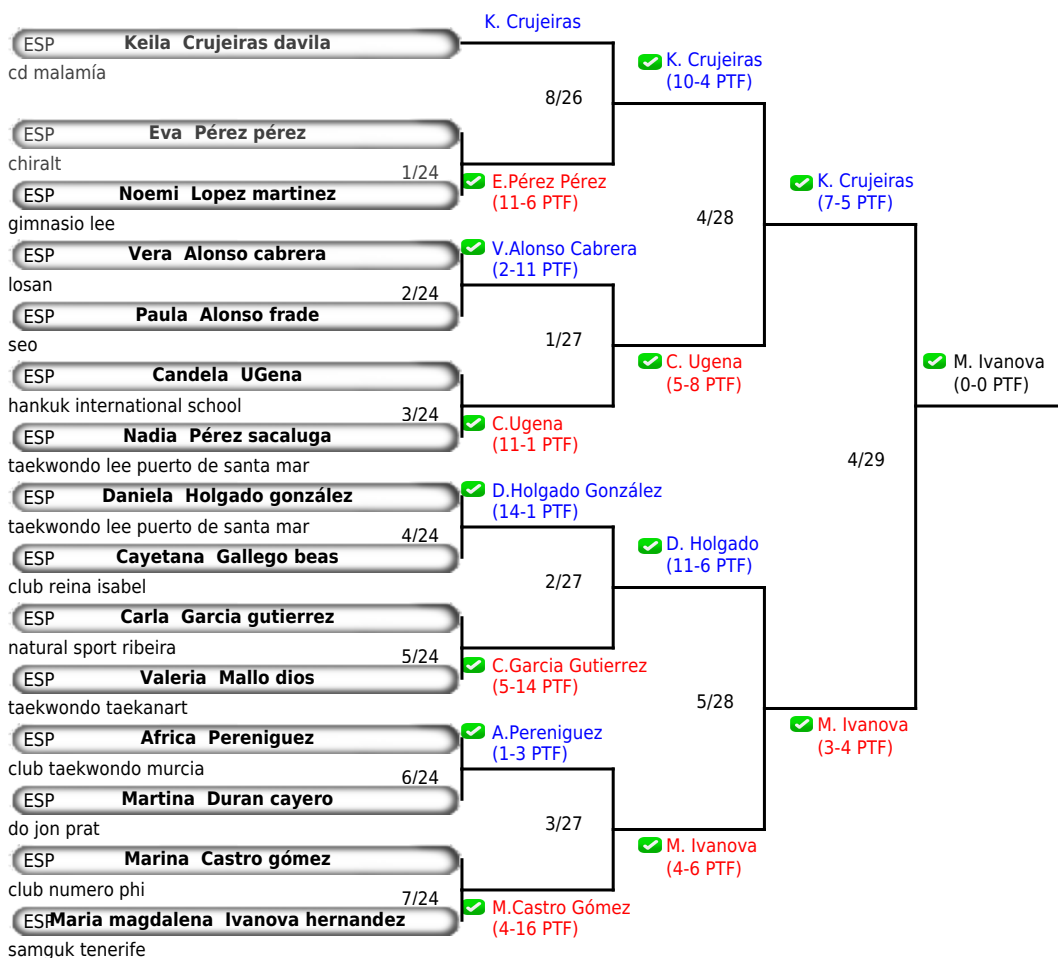 K. Crujeiras
ESP Keila Crujeiras davila
cd malamía
K. Crujeiras
(10-4 PTF)
8/26
ESP Eva Pérez pérez
chiralt
1/24
E.Pérez Pérez
(11-6 PTF)
K. Crujeiras
(7-5 PTF)
ESP Noemi Lopez martinez
gimnasio lee
4/28
ESP Vera Alonso cabrera
losan
V.Alonso Cabrera
(2-11 PTF)
2/24
ESP Paula Alonso frade
seo
1/27
C. Ugena
(5-8 PTF)
M. Ivanova
(0-0 PTF)
ESP Candela UGena
hankuk international school
3/24
C.Ugena
(11-1 PTF)
ESP Nadia Pérez sacaluga
taekwondo lee puerto de santa mar
4/29
ESP Daniela Holgado gonzález
taekwondo lee puerto de santa mar
D.Holgado González
(14-1 PTF)
4/24
D. Holgado
(11-6 PTF)
ESP Cayetana Gallego beas
club reina isabel
2/27
ESP Carla Garcia gutierrez
natural sport ribeira
5/24
C.Garcia Gutierrez
(5-14 PTF)
ESP Valeria Mallo dios
taekwondo taekanart
5/28
M. Ivanova
(3-4 PTF)
ESP Africa Pereniguez
club taekwondo murcia
A.Pereniguez
(1-3 PTF)
6/24
ESP Martina Duran cayero
do jon prat
3/27
M. Ivanova
(4-6 PTF)
ESP Marina Castro gómez
club numero phi
7/24
M.Castro Gómez
(4-16 PTF)
ESP Maria magdalena Ivanova hernandez
samguk tenerife